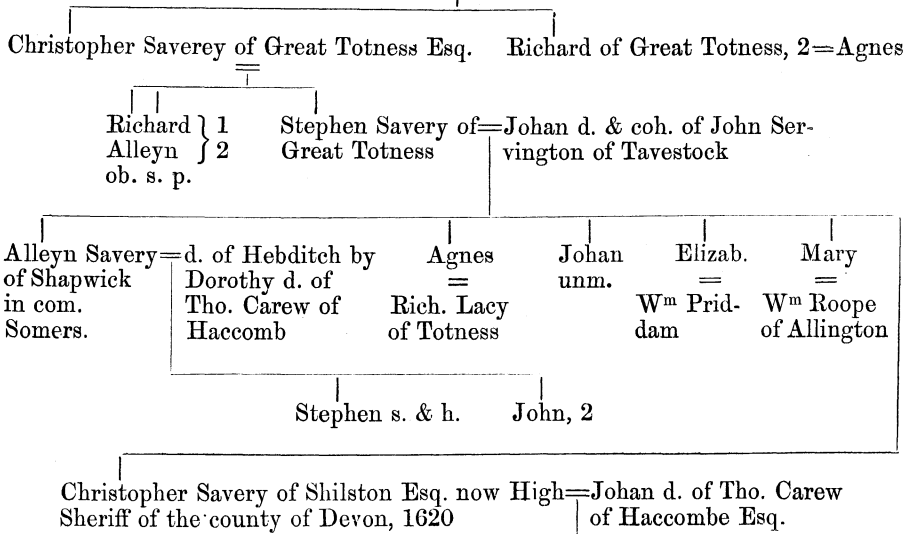 Christopher Saverey of Great Totness Esq. Richard of Great Totness, 2=Agnes
=
Richard } 1 Stephen Savery of=Johan d. & coh. of John Ser-
Alleyn } 2 Great Totness vington of Tavestock
ob. s. p.
Alleyn Savery=d. of Hebditch by Agnes Johan Elizab. Mary
of Shapwick Dorothy d. of = unm. = =
in com. Tho. Carew of Rich. Lacy Wᵐ Prid- Wᵐ Roope
Somers. Haccomb of Totness dam of Allington
Stephen s. & h. John, 2
Christopher Savery of Shilston Esq. now High=Johan d. of Tho. Carew
Sheriff of the county of Devon, 1620 of Haccombe Esq.